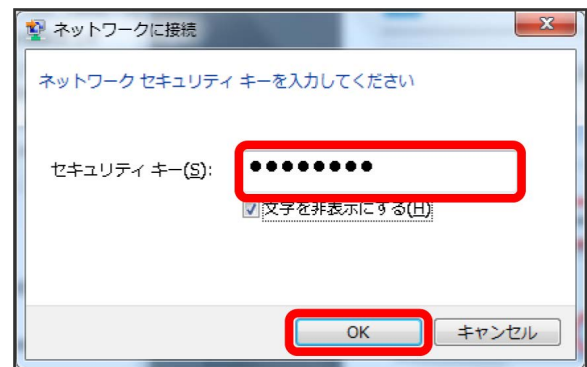 ネットワークに接続
ネットワーク セキュリティ キーを入力してください
セキュリティ キー(S): ●●●●●●●●
文字を非表示にする(H)
OK キャンセル